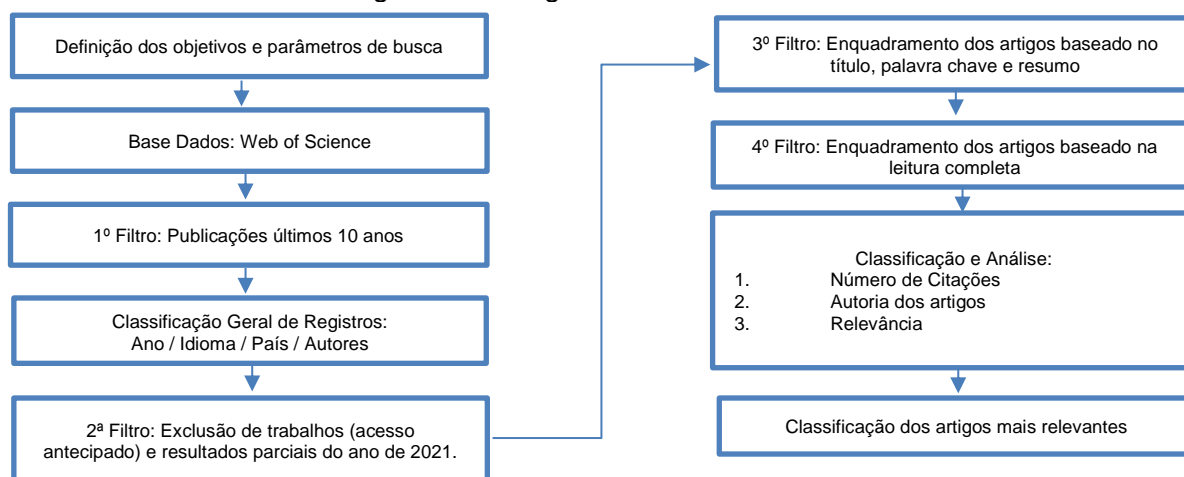 Definição dos objetivos e parâmetros de busca
Base Dados: Web of Science
1º Filtro: Publicações últimos 10 anos
Classificação Geral de Registros:
Ano / Idioma / País / Autores
2ª Filtro: Exclusão de trabalhos (acesso
antecipado) e resultados parciais do ano de 2021.
3º Filtro: Enquadramento dos artigos baseado no
título, palavra chave e resumo
4º Filtro: Enquadramento dos artigos baseado na
leitura completa
Classificação e Análise:
1. Número de Citações
2. Autoria dos artigos
3. Relevância
Classificação dos artigos mais relevantes